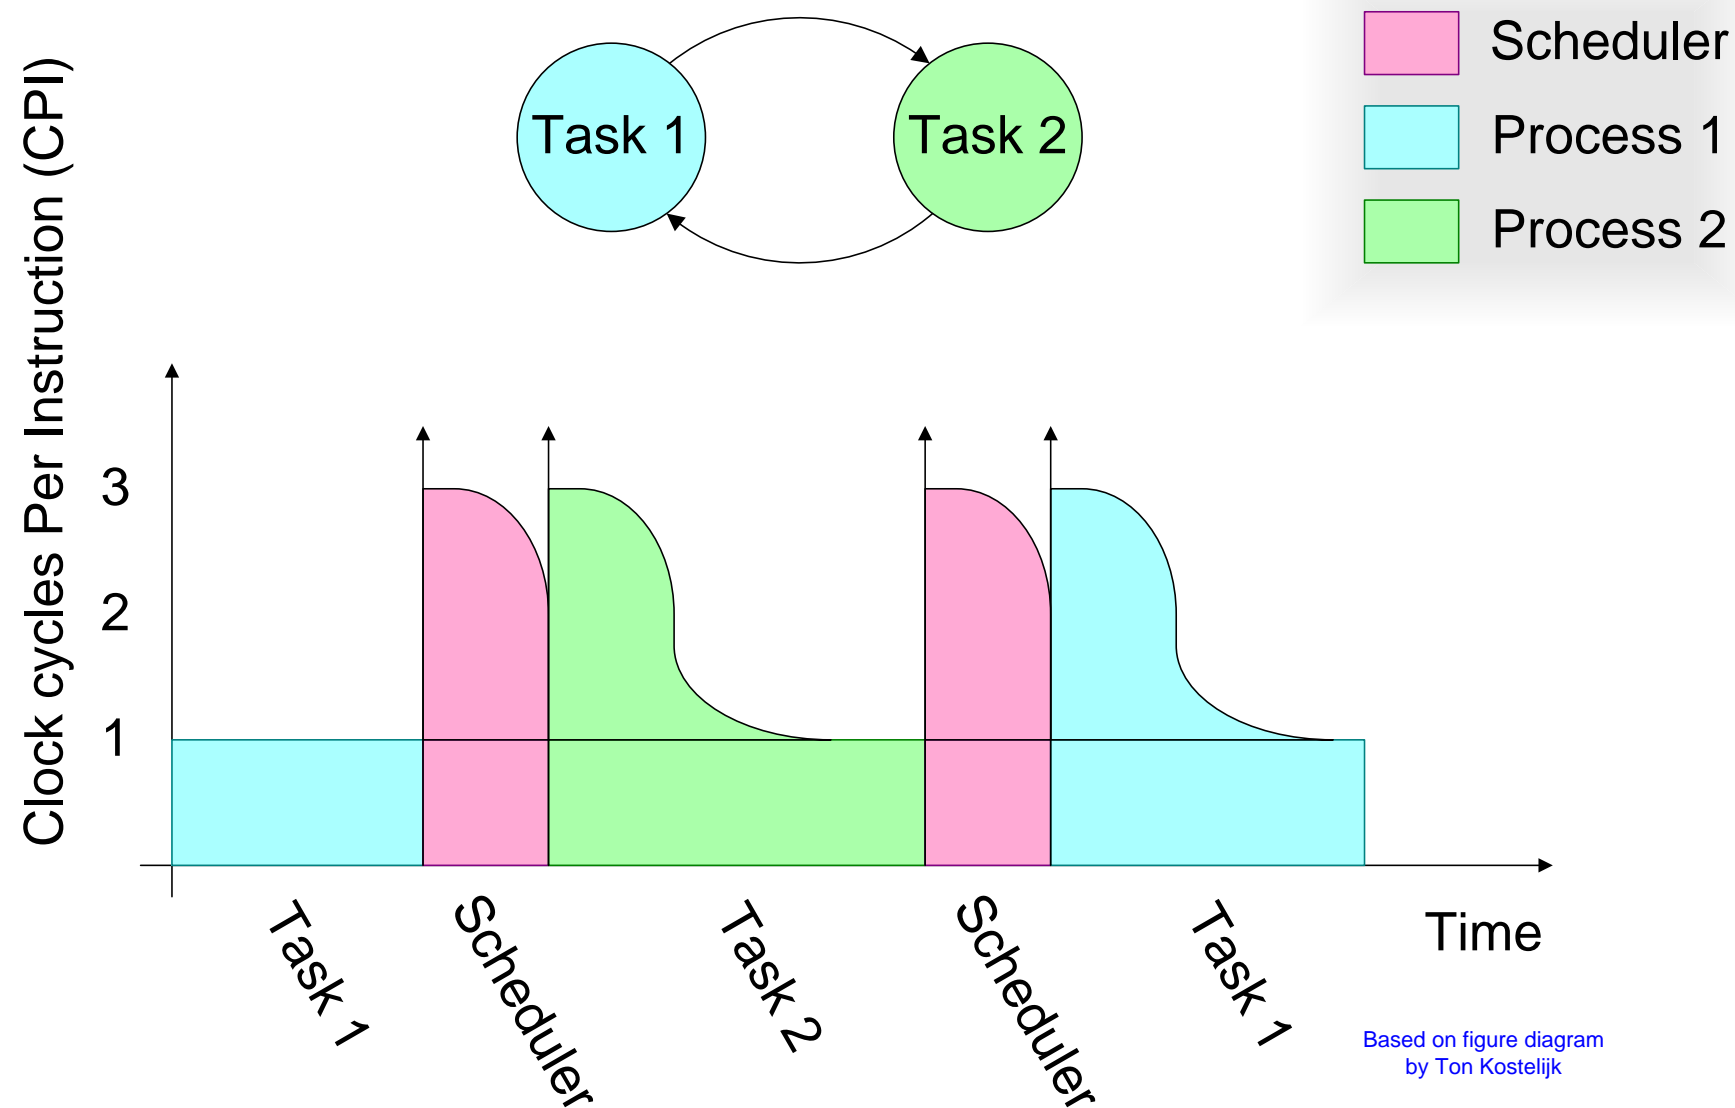 Task 1
Task 2
Scheduler
Process 1
Process 2
Clock cycles Per Instruction (CPI)
3
2
1
Task 1
Scheduler
Task 2
Scheduler
Task 1
Time
Based on figure diagram
by Ton Kostelijk